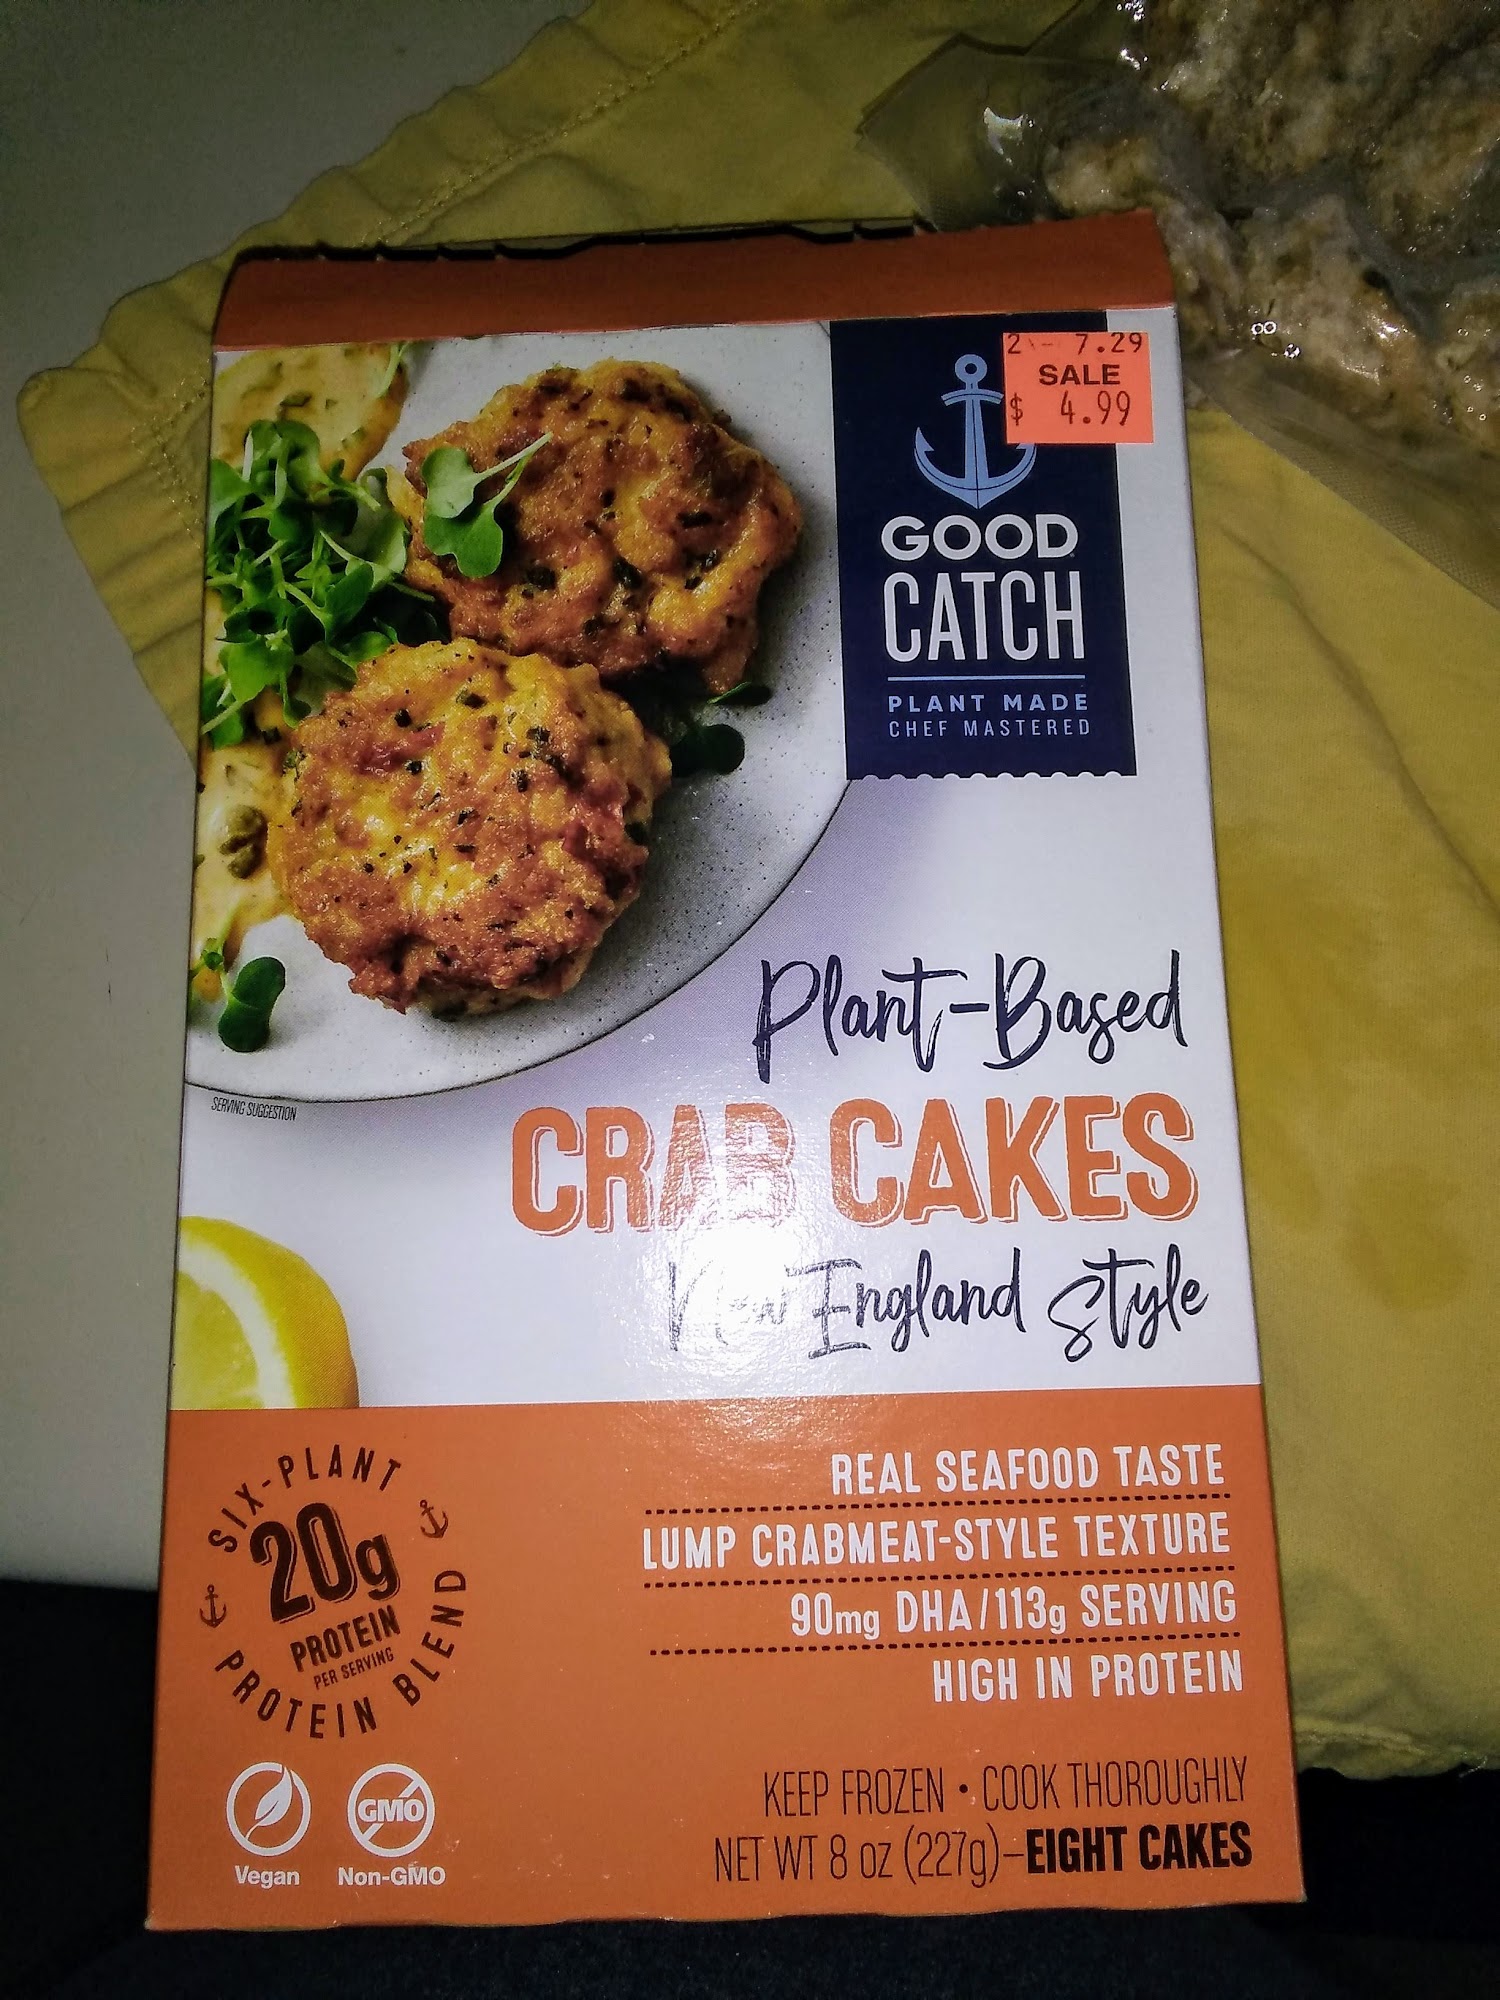 2 - 7.29
SALE
$ 4.99
GOOD
CATCH
PLANT MADE
CHEF MASTERED
Plant-Based
SERVING SUGGESTION
CRAB CAKES
New England Style
SIX-PLANT
20g
PROTEIN
PER SERVING
PROTEIN BLEND
REAL SEAFOOD TASTE
LUMP CRABMEAT-STYLE TEXTURE
90mg DHA/113g SERVING
HIGH IN PROTEIN
GMO
Vegan
Non-GMO
KEEP FROZEN • COOK THOROUGHLY
NET WT 8 oz (227g)-EIGHT CAKES